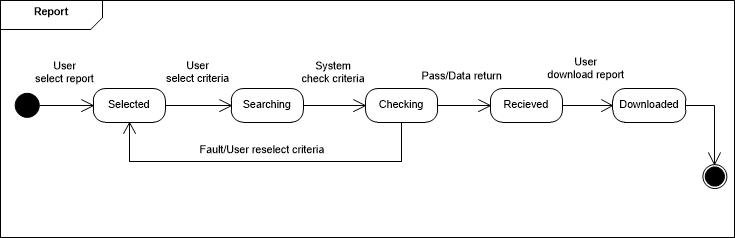 Report
User
select report
User
select criteria
System
check criteria
Pass/Data return
User
download report
Selected
Searching
Checking
Recieved
Downloaded
Fault/User reselect criteria